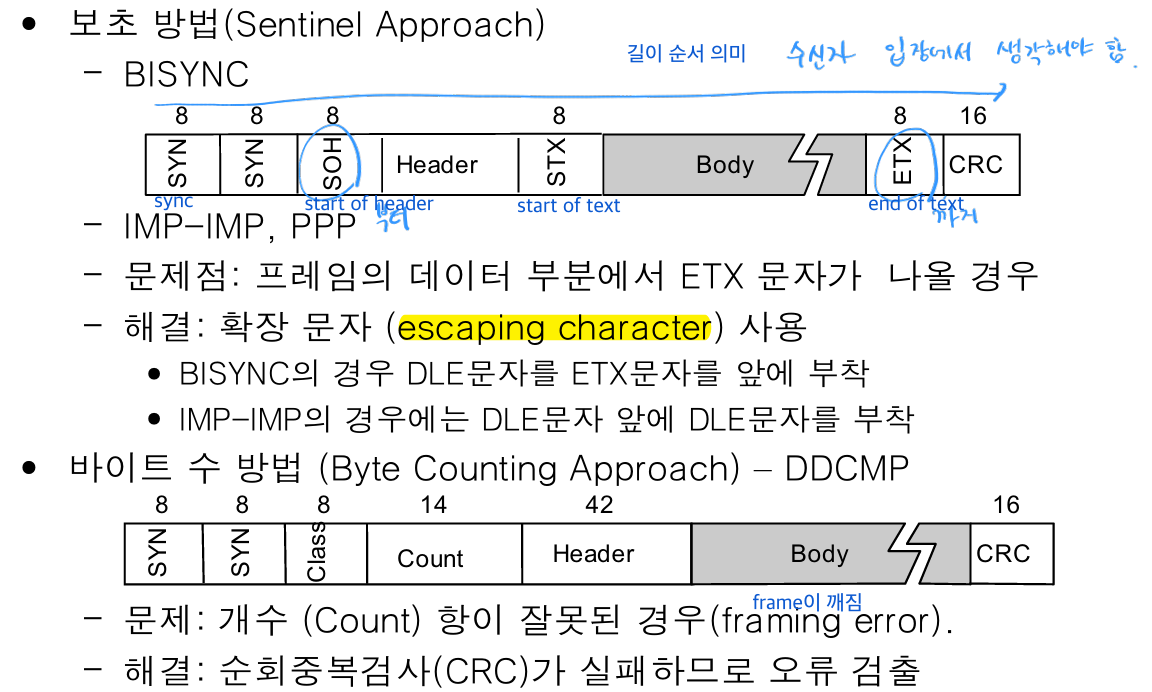 • 보초 방법(Sentinel Approach)
길이 순서 의미 수신자 입장에서 생각해야 함.
– BISYNC
8 8 8 8 8 16
SYN SYN SOH Header STX Body ETX CRC
sync start of header 부터 start of text end of text 까지
– IMP-IMP, PPP
– 문제점: 프레임의 데이터 부분에서 ETX 문자가 나올 경우
– 해결: 확장 문자 (escaping character) 사용
• BISYNC의 경우 DLE문자를 ETX문자를 앞에 부착
• IMP-IMP의 경우에는 DLE문자 앞에 DLE문자를 부착
• 바이트 수 방법 (Byte Counting Approach) – DDCMP
8 8 8 14 42 16
SYN SYN Class Count Header Body CRC
frame이 깨짐
– 문제: 개수 (Count) 항이 잘못된 경우(framing error).
– 해결: 순회중복검사(CRC)가 실패하므로 오류 검출